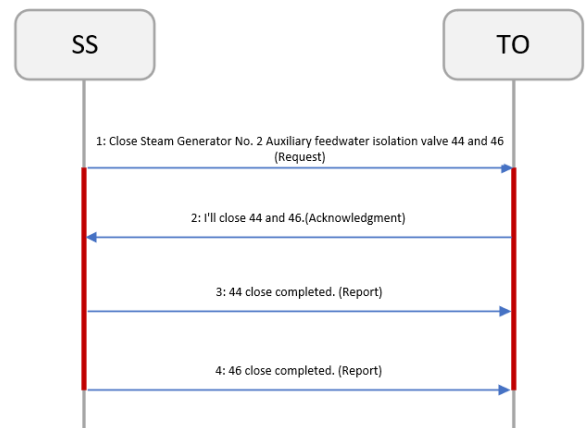 SS
TO
1: Close Steam Generator No. 2 Auxiliary feedwater isolation valve 44 and 46
(Request)
2: I'll close 44 and 46.(Acknowledgment)
3: 44 close completed. (Report)
4: 46 close completed. (Report)